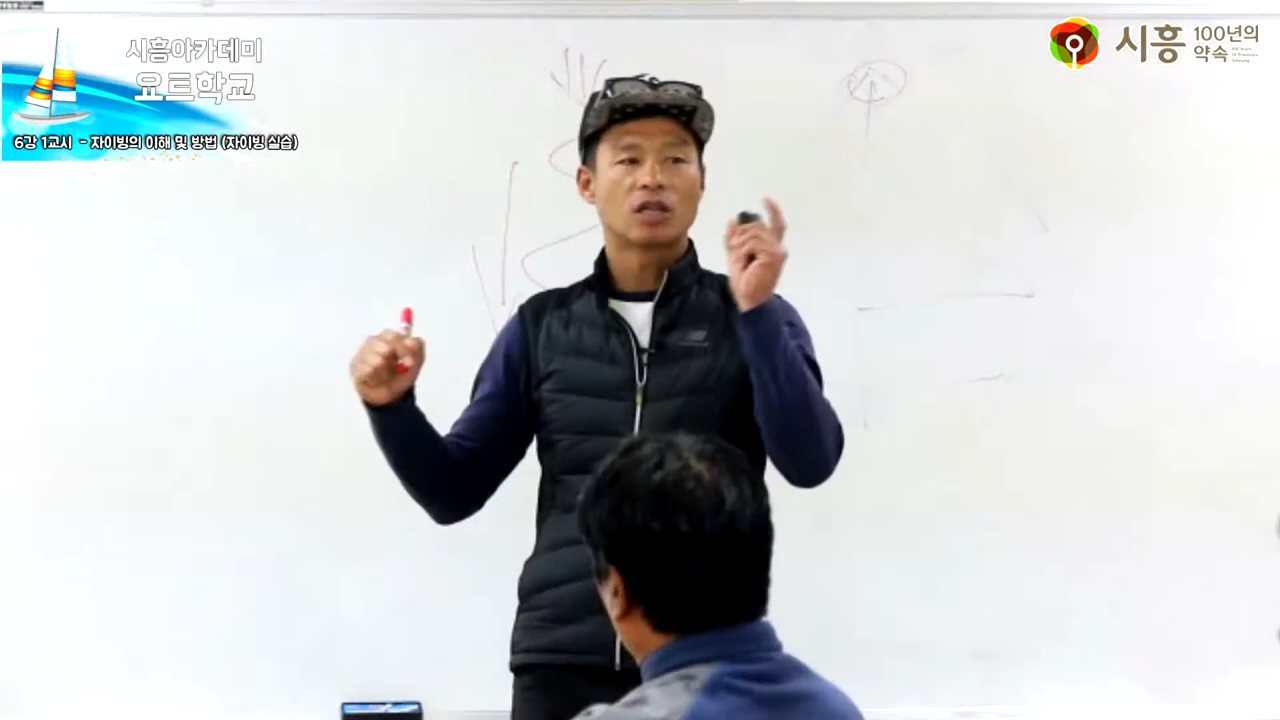 시흥아카데미
요트학교
6강 1교시 - 자이빙의 이해 및 방법 (자이빙 실습)
시흥
100년의
약속